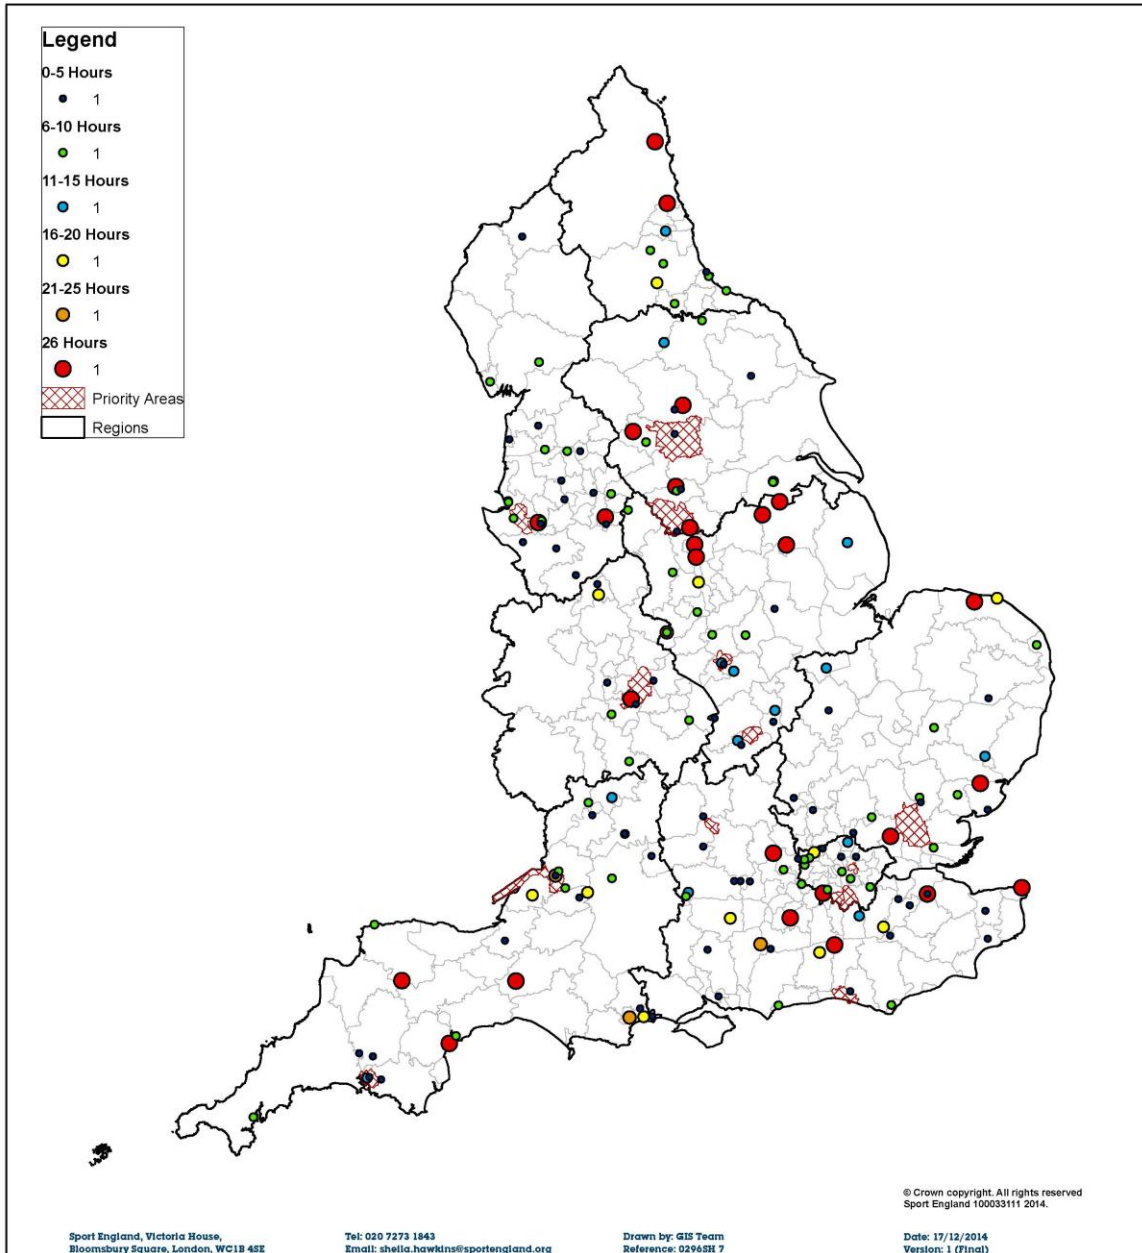 Legend
0-5 Hours
1
6-10 Hours
1
11-15 Hours
1
16-20 Hours
1
21-25 Hours
1
26 Hours
1
Priority Areas
Regions
© Crown copyright. All rights reserved
Sport England 100033111 2014.
Sport England, Victoria House,
Bloomsbury Square, London, WC1B 4SE
Tel: 020 7273 1843
Email: sheila.hawkins@sportengland.org
Drawn by: GIS Team
Reference: 0296SH 7
Date: 17/12/2014
Version: 1 (Final)